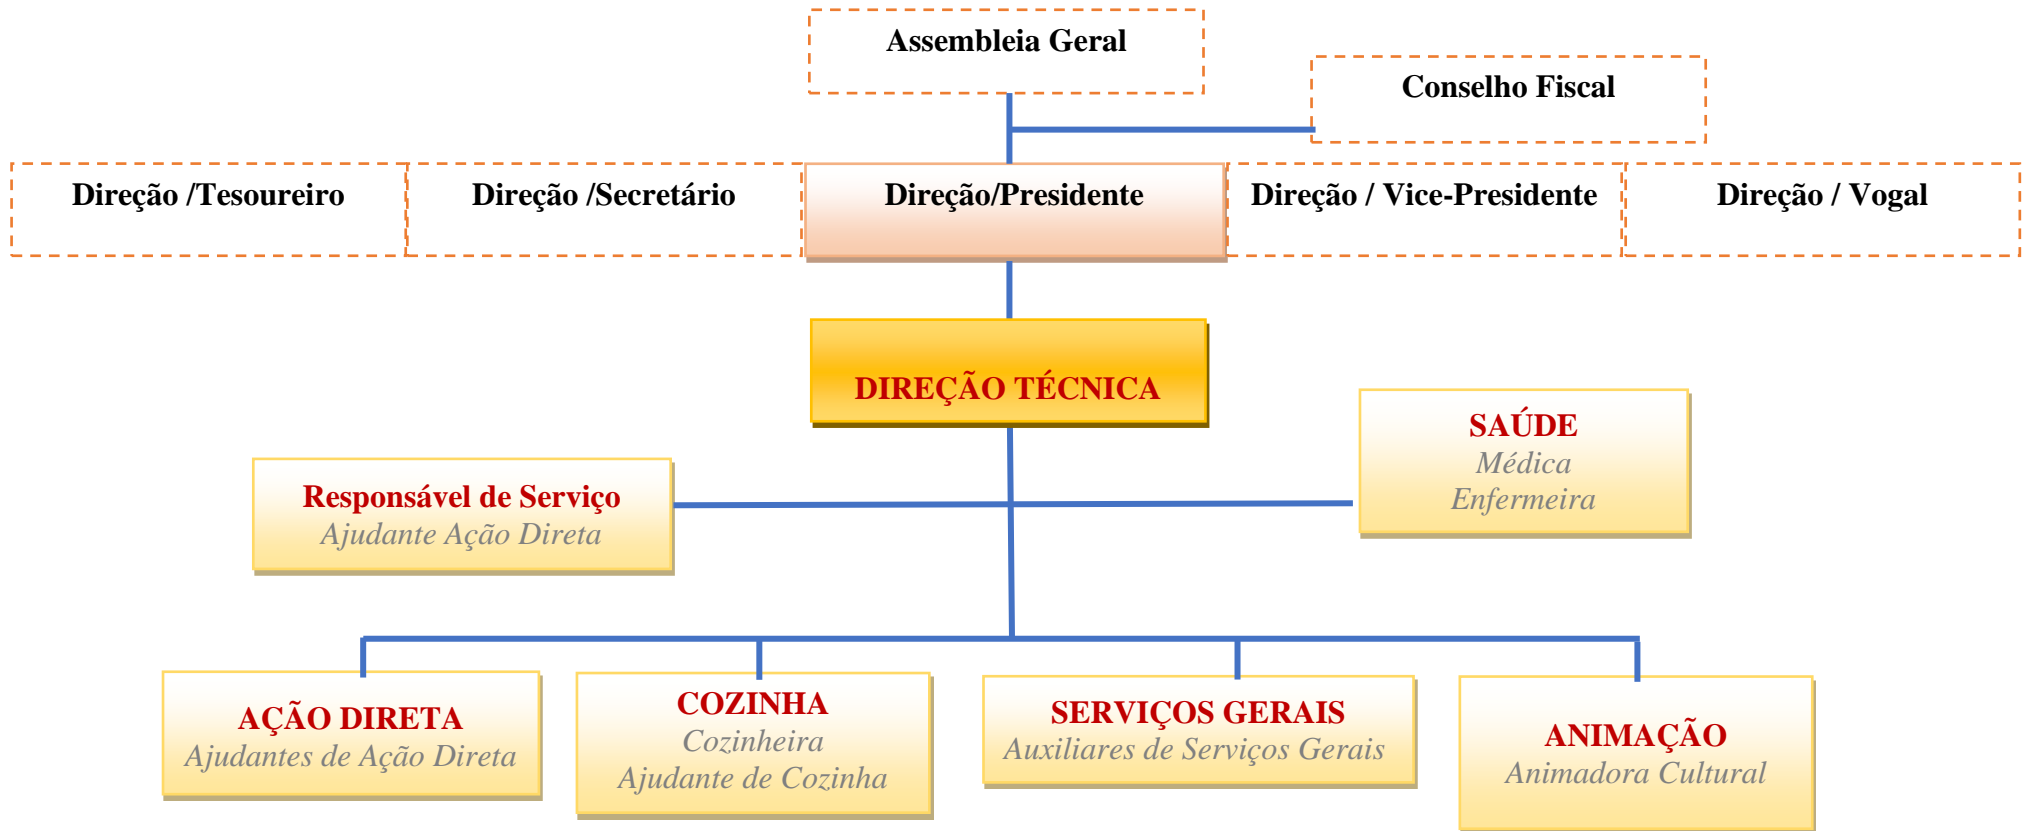 Assembleia Geral
Conselho Fiscal
Direção /Tesoureiro
Direção /Secretário
Direção/Presidente
Direção / Vice-Presidente
Direção / Vogal
DIREÇÃO TÉCNICA
SAÚDE
Médica
Enfermeira
Responsável de Serviço
Ajudante Ação Direta
AÇÃO DIRETA
Ajudantes de Ação Direta
COZINHA
Cozinheira
Ajudante de Cozinha
SERVIÇOS GERAIS
Auxiliares de Serviços Gerais
ANIMAÇÃO
Animadora Cultural